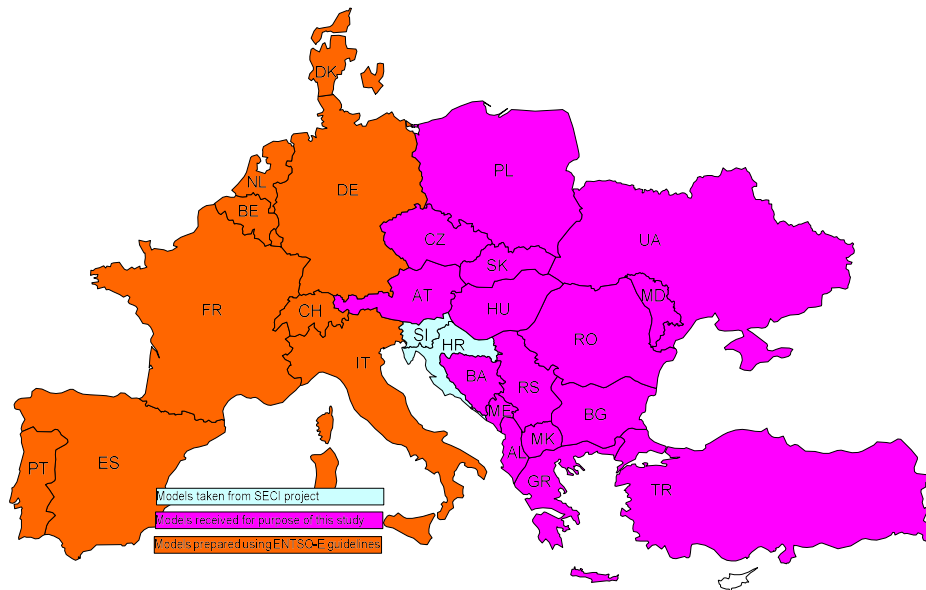 DK
PL
NL
DE
BE
CZ
UA
SK
AT
MD
HU
FR
CH
SI
HR
RO
IT
BA
RS
ME
BG
MK
AL
PT
ES
GR
TR
Models taken from SECI project
Models received for purpose of this study
Models prepared using ENTSO-E guidelines